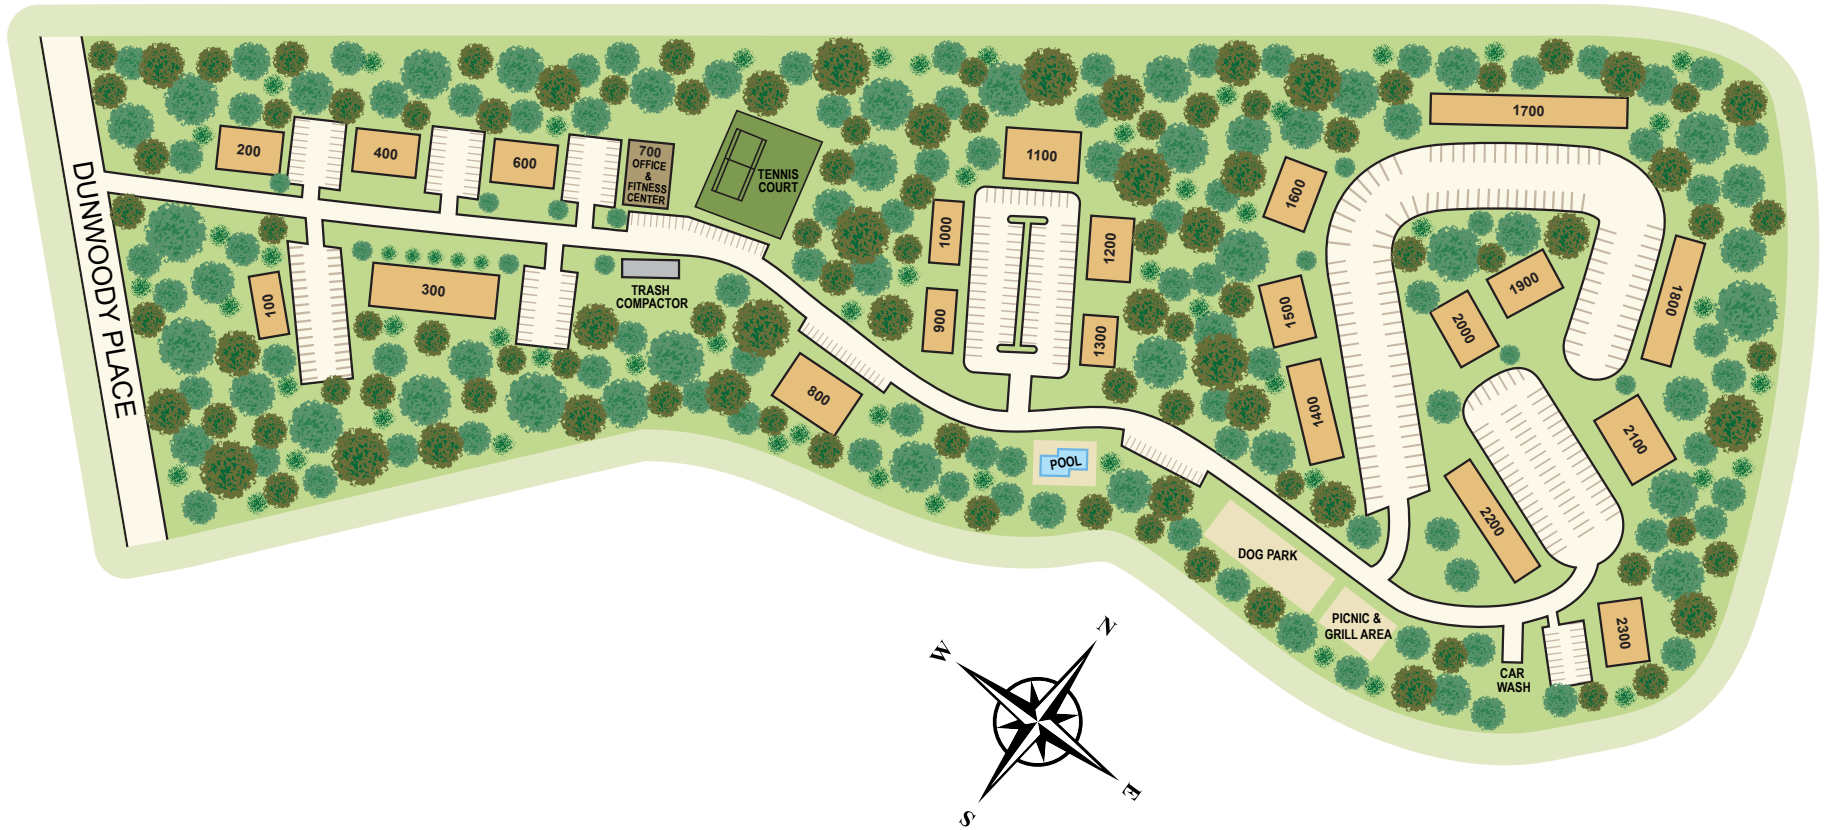 DUNWOODY PLACE
200
400
600
700
OFFICE
&
FITNESS
CENTER
TENNIS
COURT
100
300
TRASH
COMPACTOR
800
1100
1000
1200
900
1300
POOL
1700
1600
1500
1400
1900
2000
1800
2100
2200
2300
DOG PARK
PICNIC &
GRILL AREA
CAR
WASH
N
W
E
S